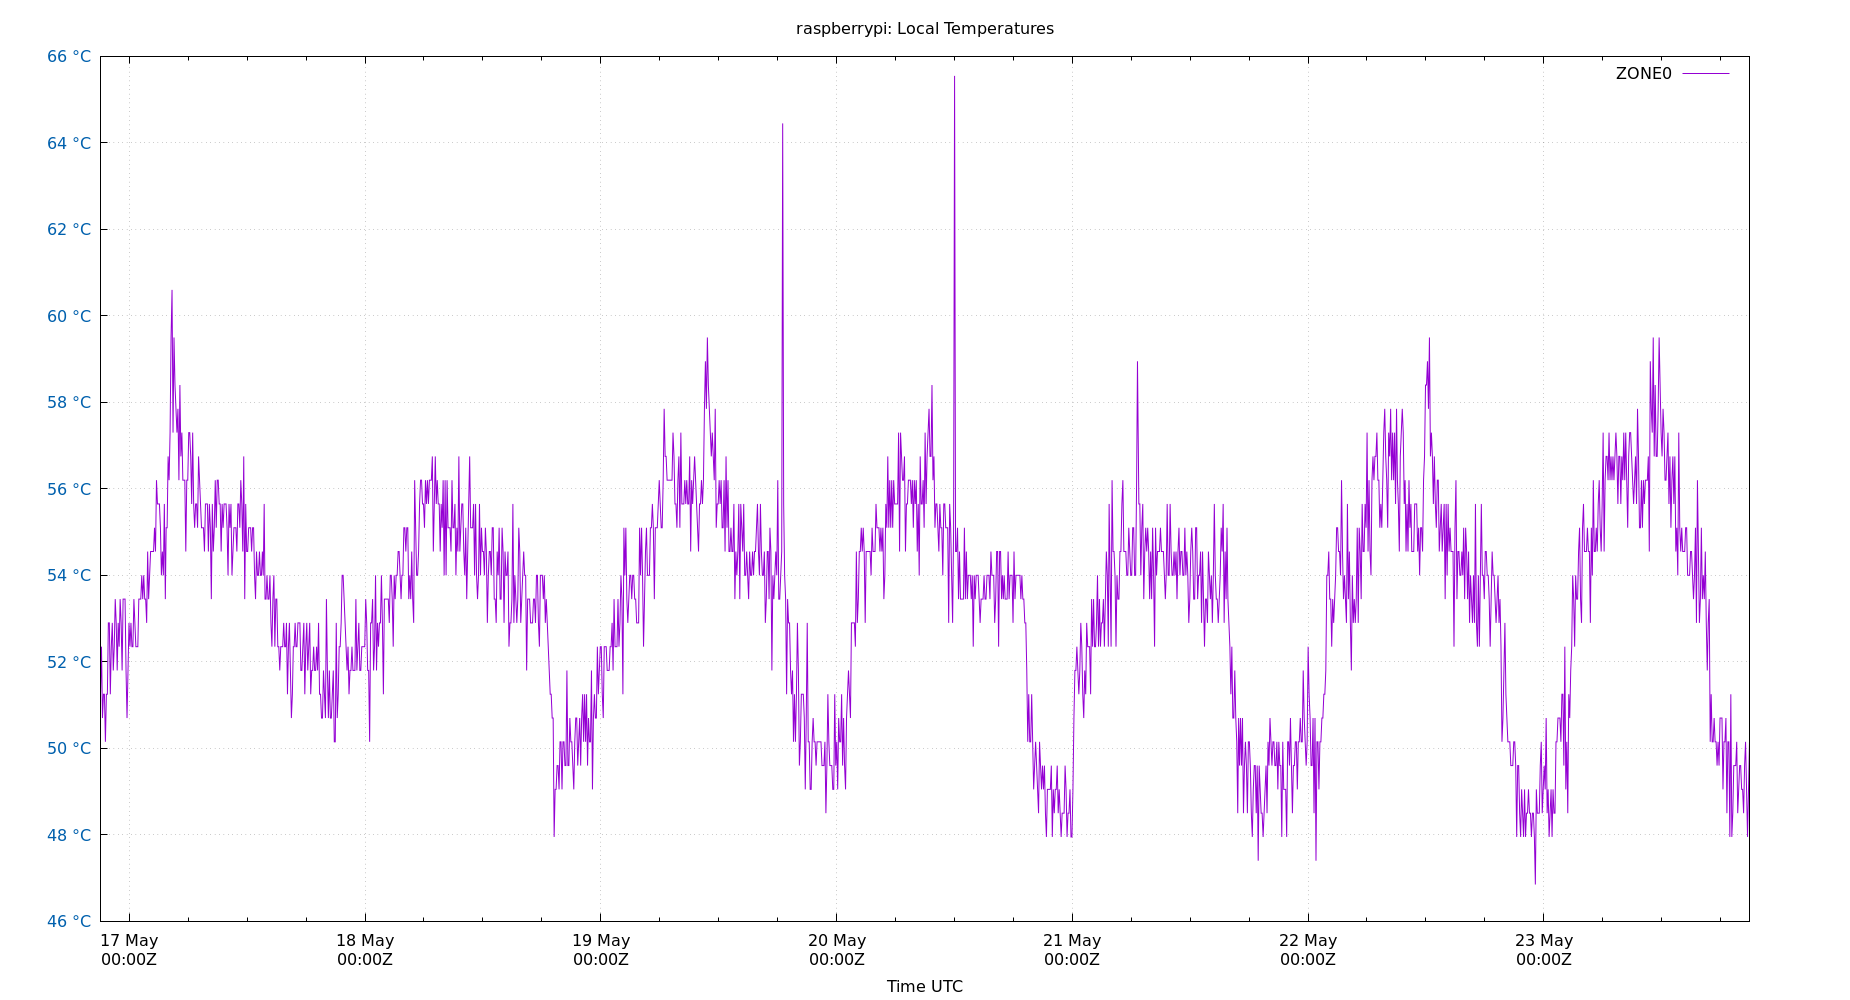 raspberrypi: Local Temperatures
ZONE0
66 °C
64 °C
62 °C
60 °C
58 °C
56 °C
54 °C
52 °C
50 °C
48 °C
46 °C
17 May 18 May 19 May 20 May 21 May 22 May 23 May
00:00Z 00:00Z 00:00Z 00:00Z 00:00Z 00:00Z 00:00Z
Time UTC